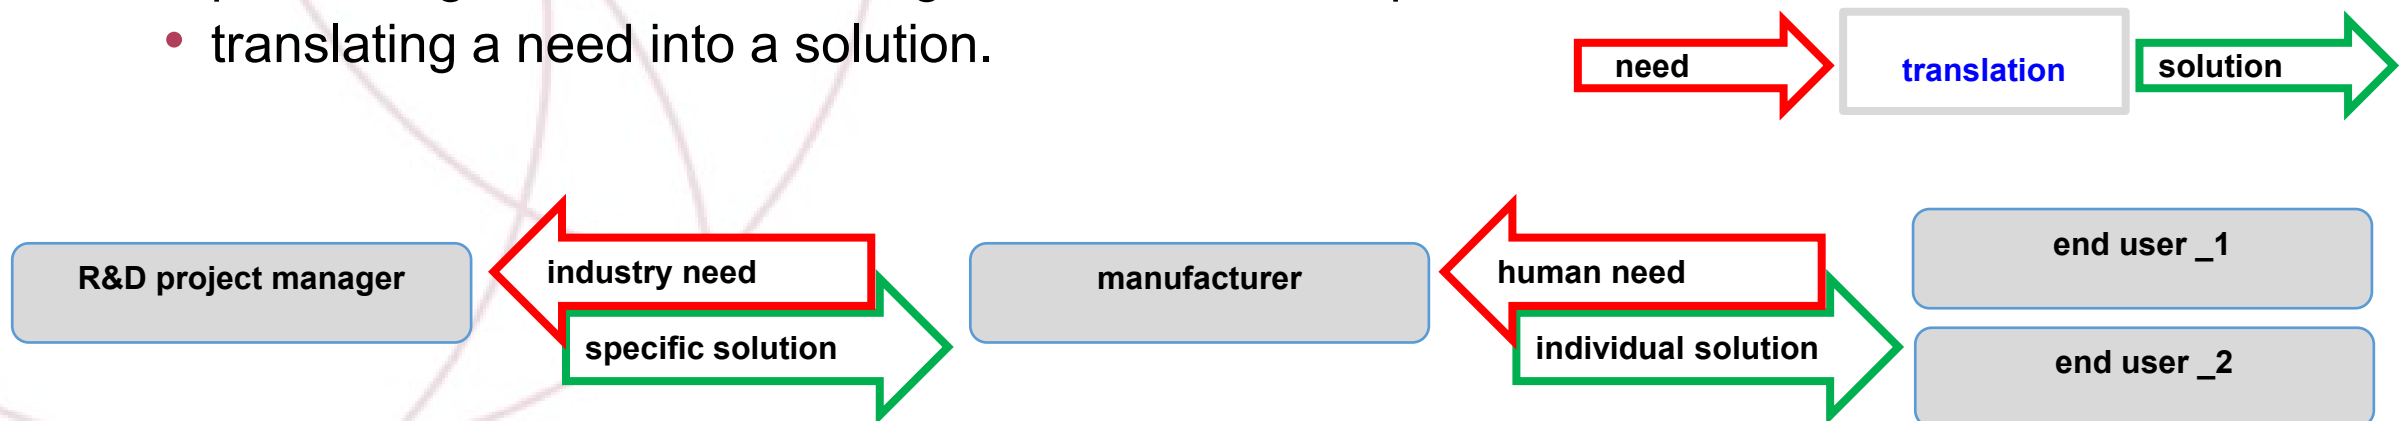 • translating a need into a solution.
need
translation
solution
R&D project manager
industry need
specific solution
manufacturer
human need
individual solution
end user _1
end user _2